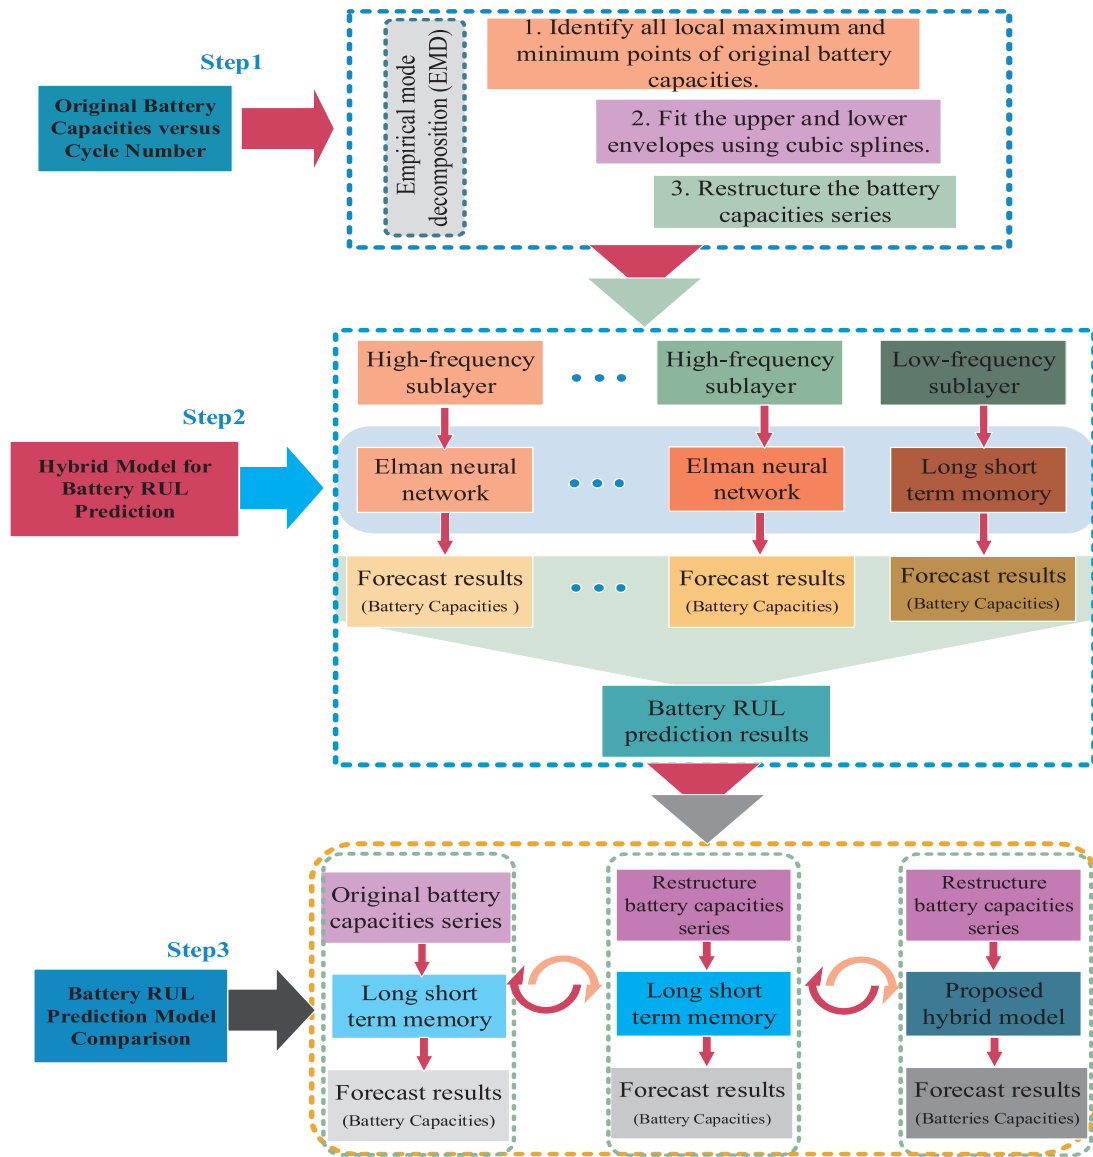 Step1
Original Battery
Capacities versus
Cycle Number
Empirical mode
decomposition (EMD)
1. Identify all local maximum and
minimum points of original battery
capacities.
2. Fit the upper and lower
envelopes using cubic splines.
3. Restructure the battery
capacities series
Step2
Hybrid Model for
Battery RUL
Prediction
High-frequency
sublayer
High-frequency
sublayer
Low-frequency
sublayer
Elman neural
network
Elman neural
network
Long short
term momory
Forecast results
(Battery Capacities )
Forecast results
(Battery Capacities)
Forecast results
(Battery Capacities)
Battery RUL
prediction results
Step3
Battery RUL
Prediction Model
Comparison
Original battery
capacities series
Long short
term memory
Forecast results
(Battery Capacities)
Restructure
battery capacities
series
Long short
term memory
Forecast results
(Battery Capacities)
Restructure
battery capacities
series
Proposed
hybrid model
Forecast results
(Batteries Capacities)